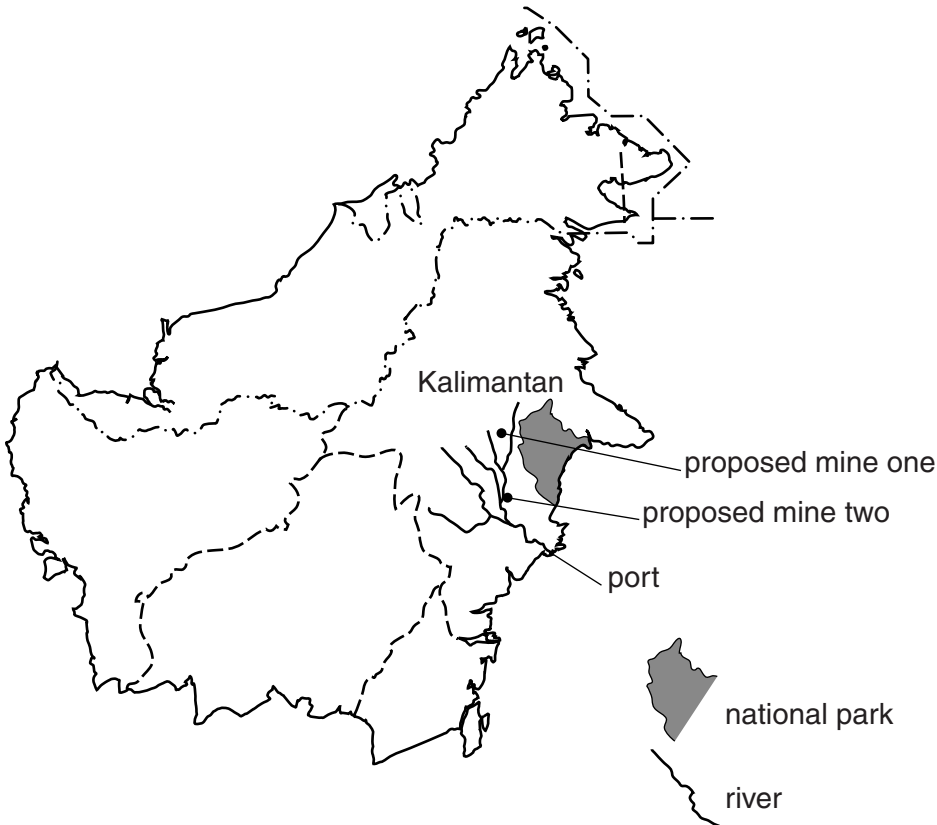 Kalimantan
proposed mine one
proposed mine two
port
national park
river